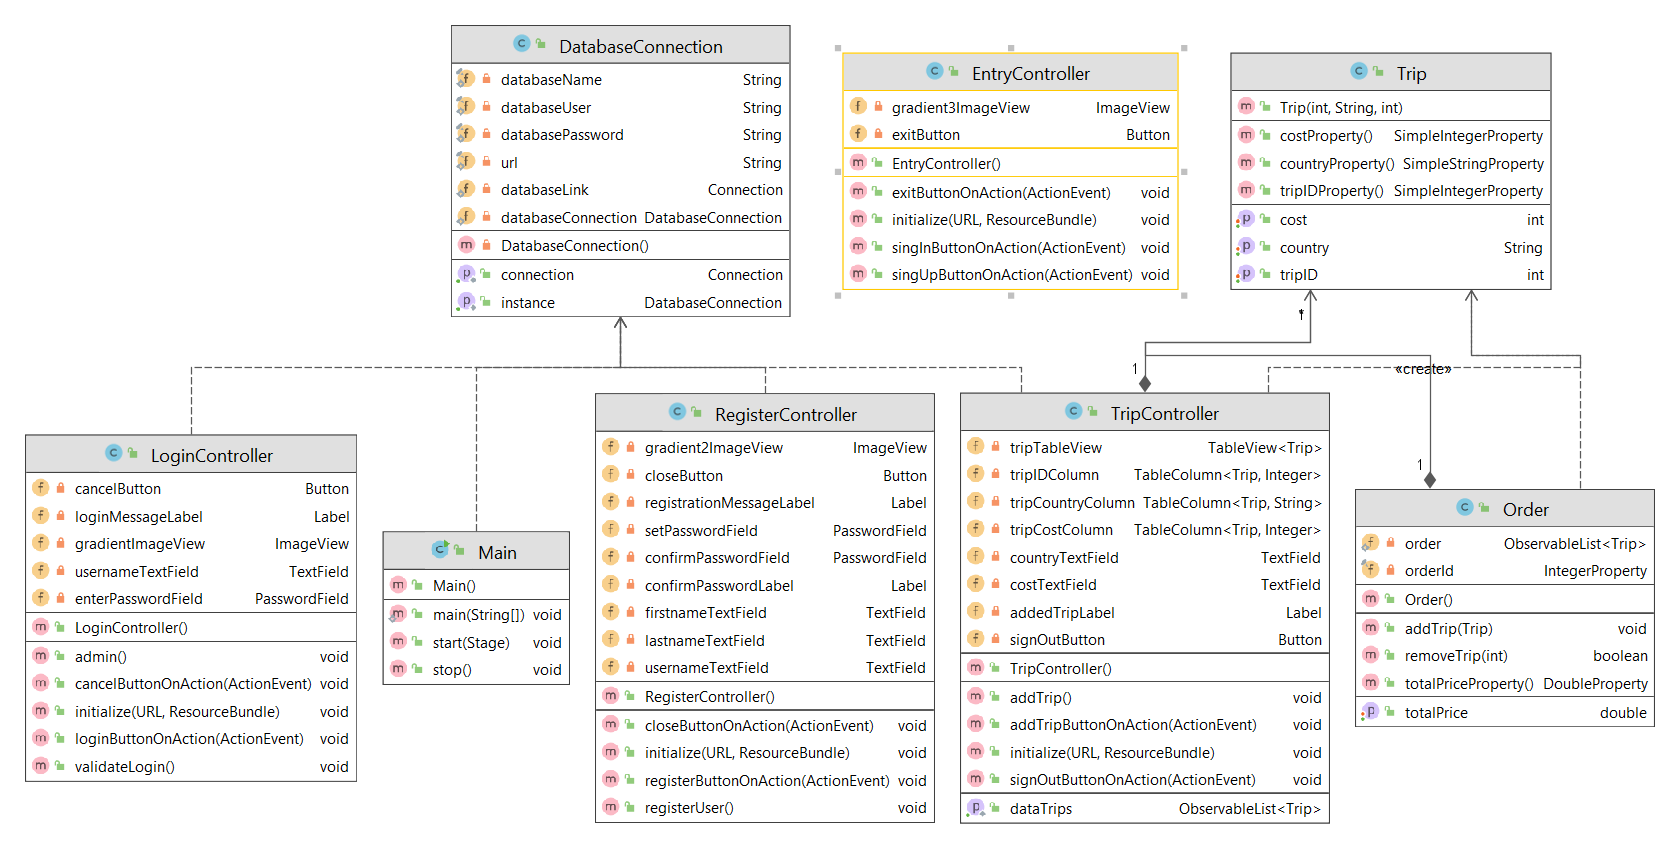 DatabaseConnection
databaseName String
databaseUser String
databasePassword String
url String
databaseLink Connection
databaseConnection DatabaseConnection
DatabaseConnection()
connection Connection
instance DatabaseConnection
EntryController
gradient3ImageView ImageView
exitButton Button
EntryController()
exitButtonOnAction(ActionEvent) void
initialize(URL, ResourceBundle) void
singInButtonOnAction(ActionEvent) void
singUpButtonOnAction(ActionEvent) void
Trip
Trip(int, String, int)
costProperty() SimpleIntegerProperty
countryProperty() SimpleStringProperty
tripIDProperty() SimpleIntegerProperty
cost int
country String
tripID int
*
1
«create»
1
LoginController
cancelButton Button
loginMessageLabel Label
gradientImageView ImageView
usernameTextField TextField
enterPasswordField PasswordField
LoginController()
admin() void
cancelButtonOnAction(ActionEvent) void
initialize(URL, ResourceBundle) void
loginButtonOnAction(ActionEvent) void
validateLogin() void
Main
Main()
main(String[]) void
start(Stage) void
stop() void
RegisterController
gradient2ImageView ImageView
closeButton Button
registrationMessageLabel Label
setPasswordField PasswordField
confirmPasswordField PasswordField
confirmPasswordLabel Label
firstnameTextField TextField
lastnameTextField TextField
usernameTextField TextField
RegisterController()
closeButtonOnAction(ActionEvent) void
initialize(URL, ResourceBundle) void
registerButtonOnAction(ActionEvent) void
registerUser() void
TripController
tripTableView TableView<Trip>
tripIDColumn TableColumn<Trip, Integer>
tripCountryColumn TableColumn<Trip, String>
tripCostColumn TableColumn<Trip, Integer>
countryTextField TextField
costTextField TextField
addedTripLabel Label
signOutButton Button
TripController()
addTrip() void
addTripButtonOnAction(ActionEvent) void
initialize(URL, ResourceBundle) void
signOutButtonOnAction(ActionEvent) void
dataTrips ObservableList<Trip>
Order
order ObservableList<Trip>
orderId IntegerProperty
Order()
addTrip(Trip) void
removeTrip(int) boolean
totalPriceProperty() DoubleProperty
totalPrice double